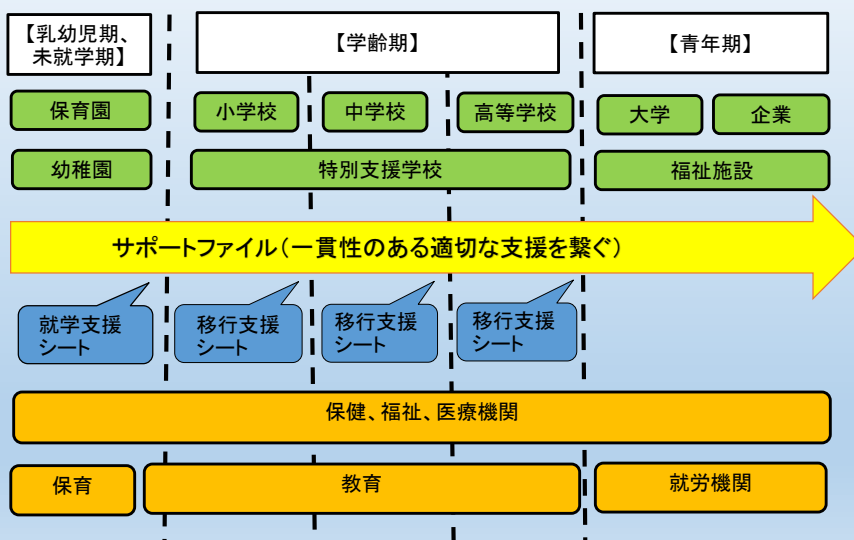 【乳幼児期、
未就学期】
【学齢期】
【青年期】
保育園
小学校
中学校
高等学校
大学
企業
幼稚園
特別支援学校
福祉施設
サポートファイル(一貫性のある適切な支援を繋ぐ)
就学支援
シート
移行支援
シート
移行支援
シート
移行支援
シート
保健、福祉、医療機関
保育
教育
就労機関